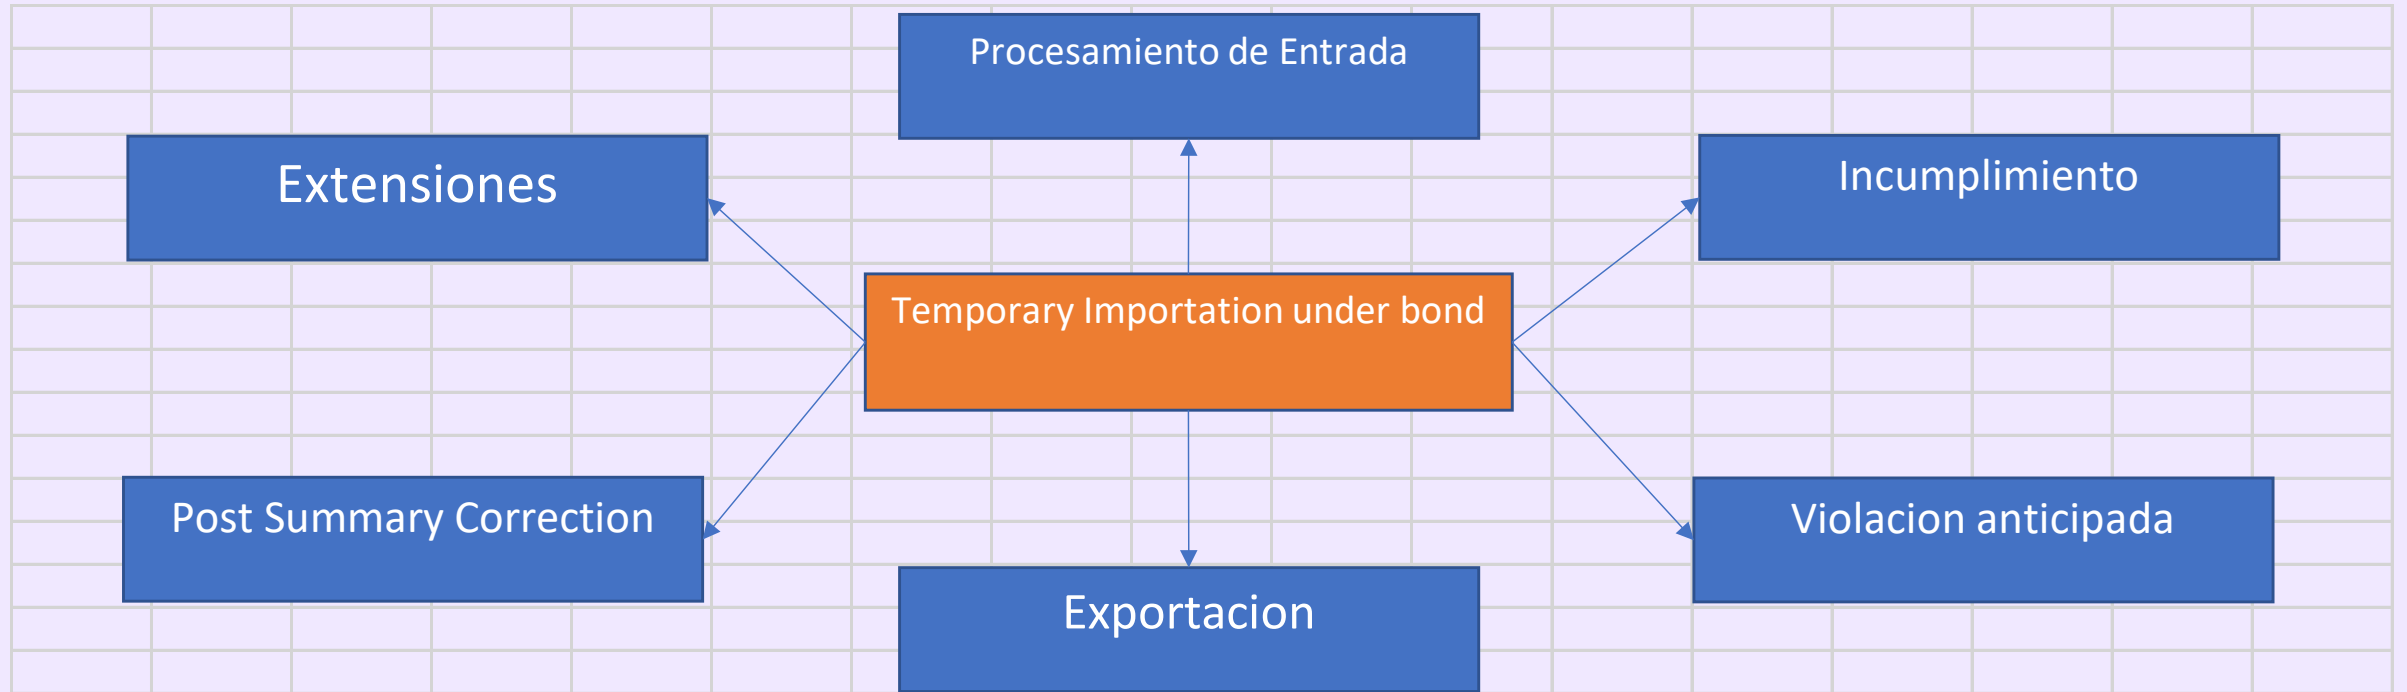 Procesamiento de Entrada
Extensiones
Incumplimiento
Temporary Importation under bond
Post Summary Correction
Violacion anticipada
Exportacion